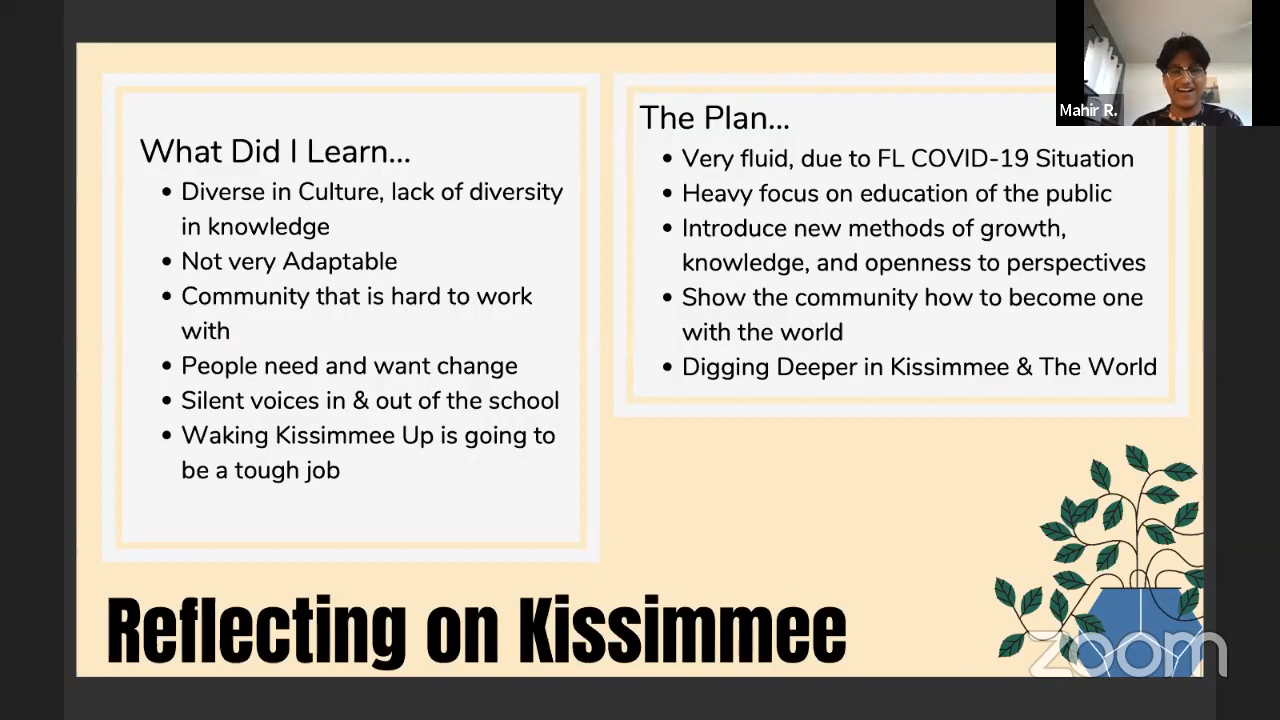 What Did I Learn...
• Diverse in Culture, lack of diversity
in knowledge
• Not very Adaptable
• Community that is hard to work
with
• People need and want change
• Silent voices in & out of the school
• Waking Kissimmee Up is going to
be a tough job
The Plan...
• Very fluid, due to FL COVID-19 Situation
• Heavy focus on education of the public
• Introduce new methods of growth,
knowledge, and openness to perspectives
• Show the community how to become one
with the world
• Digging Deeper in Kissimmee & The World
Mahir R.
Reflecting on Kissimmee
zoom